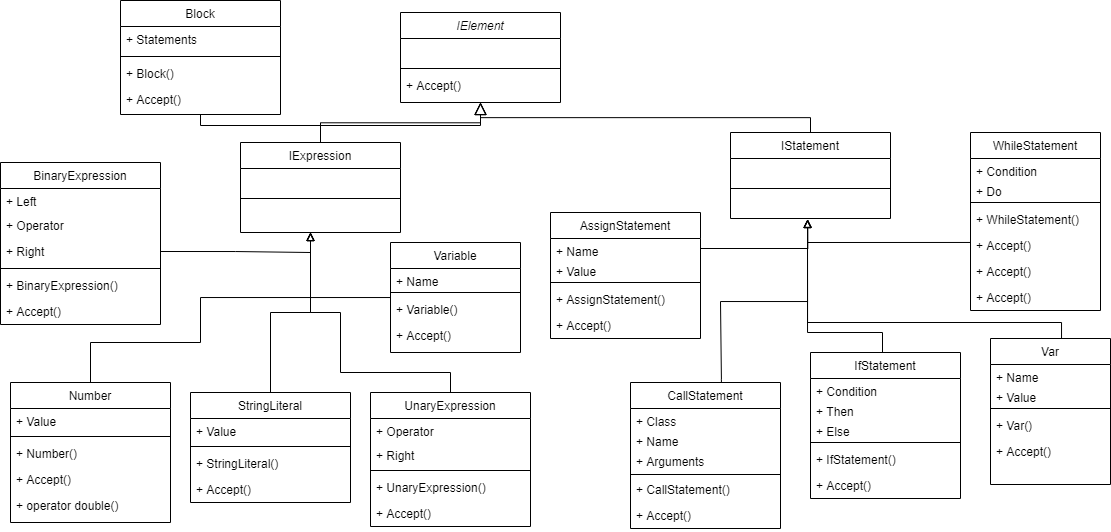 Block
+ Statements
+ Block()
+ Accept()
IElement
+ Accept()
IExpression
IStatement
WhileStatement
+ Condition
+ Do
+ WhileStatement()
+ Accept()
+ Accept()
+ Accept()
BinaryExpression
+ Left
+ Operator
+ Right
+ BinaryExpression()
+ Accept()
AssignStatement
+ Name
+ Value
+ AssignStatement()
+ Accept()
Variable
+ Name
+ Variable()
+ Accept()
Number
+ Value
+ Number()
+ Accept()
+ operator double()
StringLiteral
+ Value
+ StringLiteral()
+ Accept()
UnaryExpression
+ Operator
+ Right
+ UnaryExpression()
+ Accept()
CallStatement
+ Class
+ Name
+ Arguments
+ CallStatement()
+ Accept()
IfStatement
+ Condition
+ Then
+ Else
+ IfStatement()
+ Accept()
Var
+ Name
+ Value
+ Var()
+ Accept()